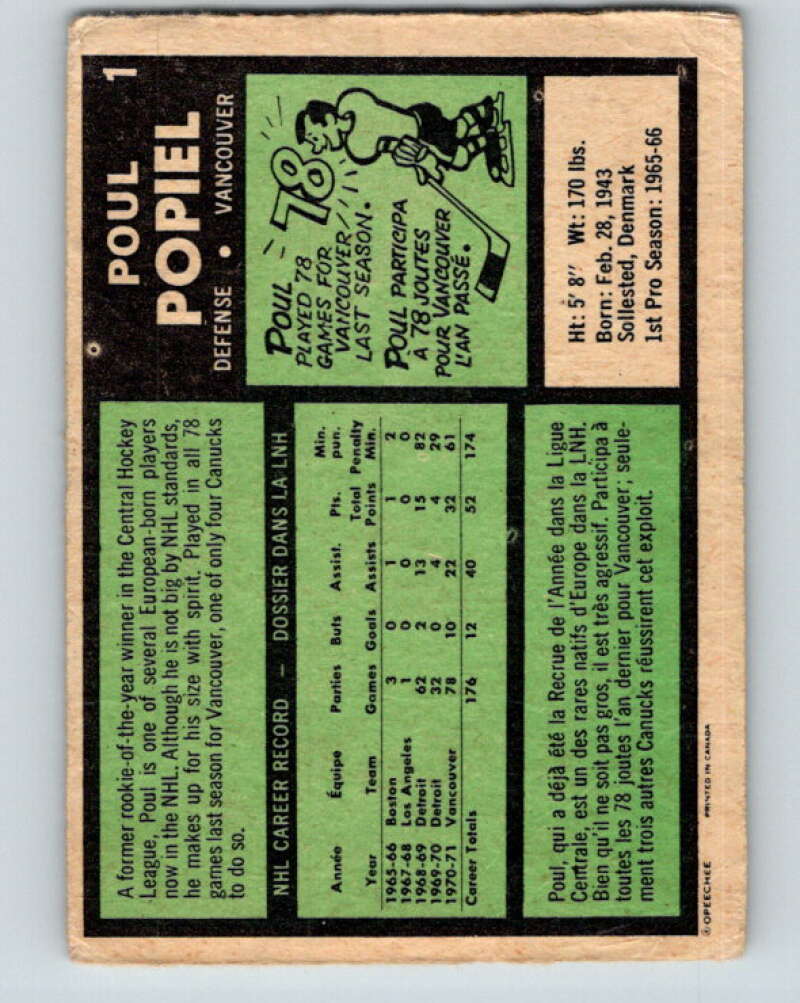 1
POUL
POPIEL
DEFENSE • VANCOUVER
A former rookie-of-the-year winner in the Central Hockey
League, Poul is one of several European-born players
now in the NHL. Although he is not big by NHL standards,
he makes up for his size with spirit. Played in all 78
games last season for Vancouver, one of only four Canucks
to do so.
78
POUL
PLAYED 78
GAMES FOR
VANCOUVER
LAST SEASON.
POUL PARTICIPA
À 78 JOUTES
POUR VANCOUVER
L'AN PASSÉ.
NHL CAREER RECORD — DOSSIER DANS LA LNH
Année Équipe Parties Buts Assist. Pts. Min. pun.
Year Team Games Goals Assists Total Points Penalty Min.
1965-66 Boston 3 0 1 1 2
1967-68 Los Angeles 1 0 0 0 0
1968-69 Detroit 62 2 13 15 82
1969-70 Detroit 32 0 4 4 29
1970-71 Vancouver 78 10 22 32 61
Career Totals 176 12 40 52 174
Ht: 5' 8" Wt: 170 lbs.
Born: Feb. 28, 1943
Sollested, Denmark
1st Pro Season: 1965-66
Poul, qui a déjà été la Recrue de l'Année dans la Ligue
Centrale, est un des rares natifs d'Europe dans la LNH.
Bien qu'il ne soit pas gros, il est très agressif. Participa à
toutes les 78 joutes l'an dernier pour Vancouver; seule-
ment trois autres Canucks réussirent cet exploit.
© OPEECHEE PRINTED IN CANADA